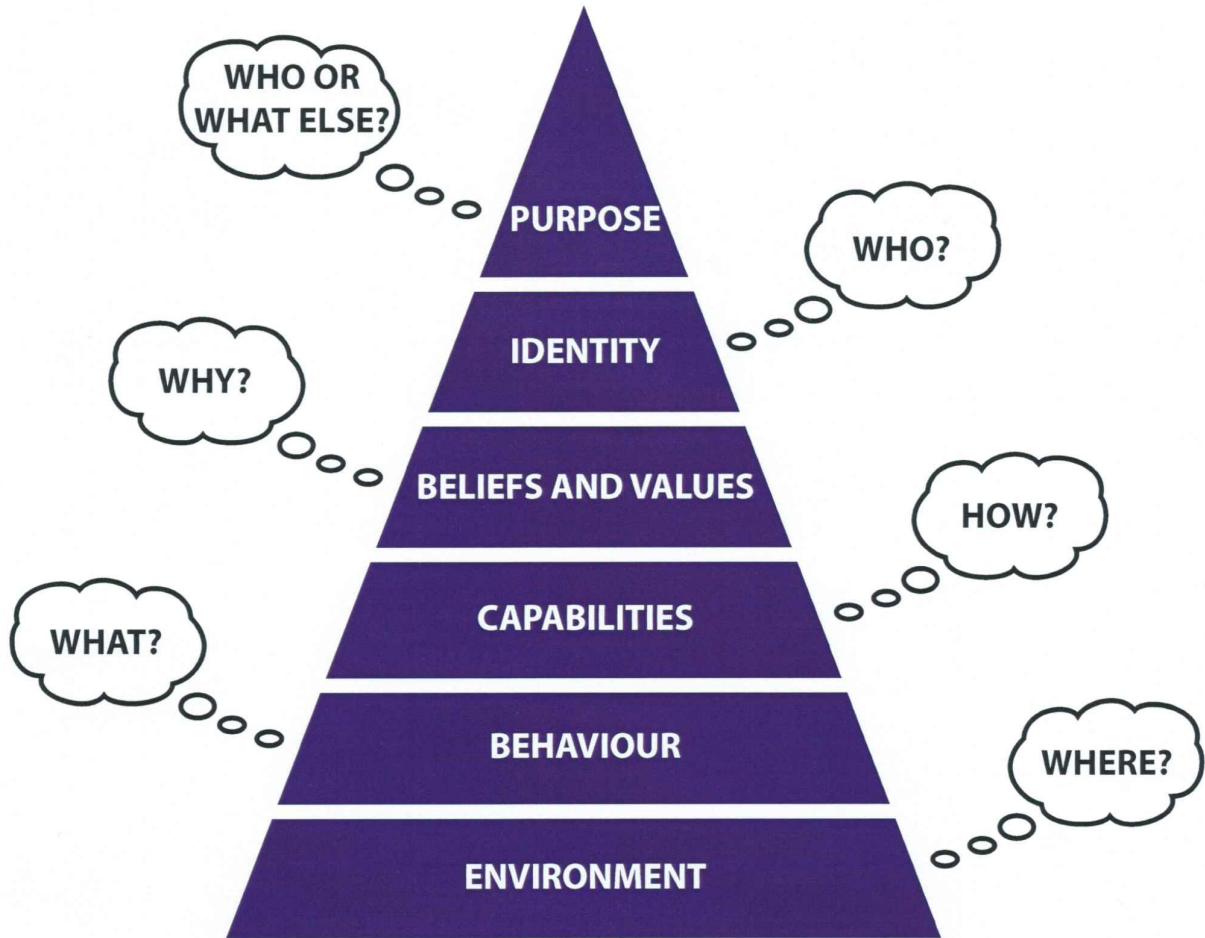 WHO OR
WHAT ELSE?
PURPOSE
WHO?
IDENTITY
WHY?
BELIEFS AND VALUES
HOW?
CAPABILITIES
WHAT?
BEHAVIOUR
WHERE?
ENVIRONMENT